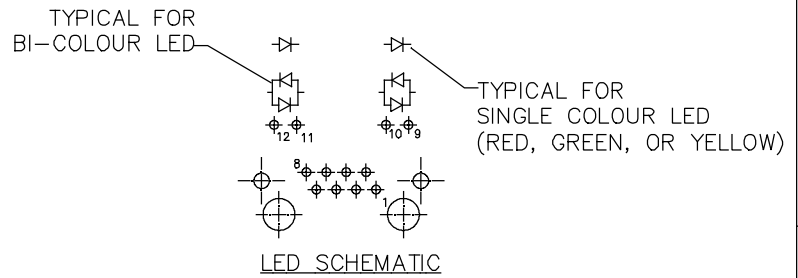 TYPICAL FOR
BI-COLOUR LED
TYPICAL FOR
SINGLE COLOUR LED
(RED, GREEN, OR YELLOW)
12 11
10 9
8
1
LED SCHEMATIC